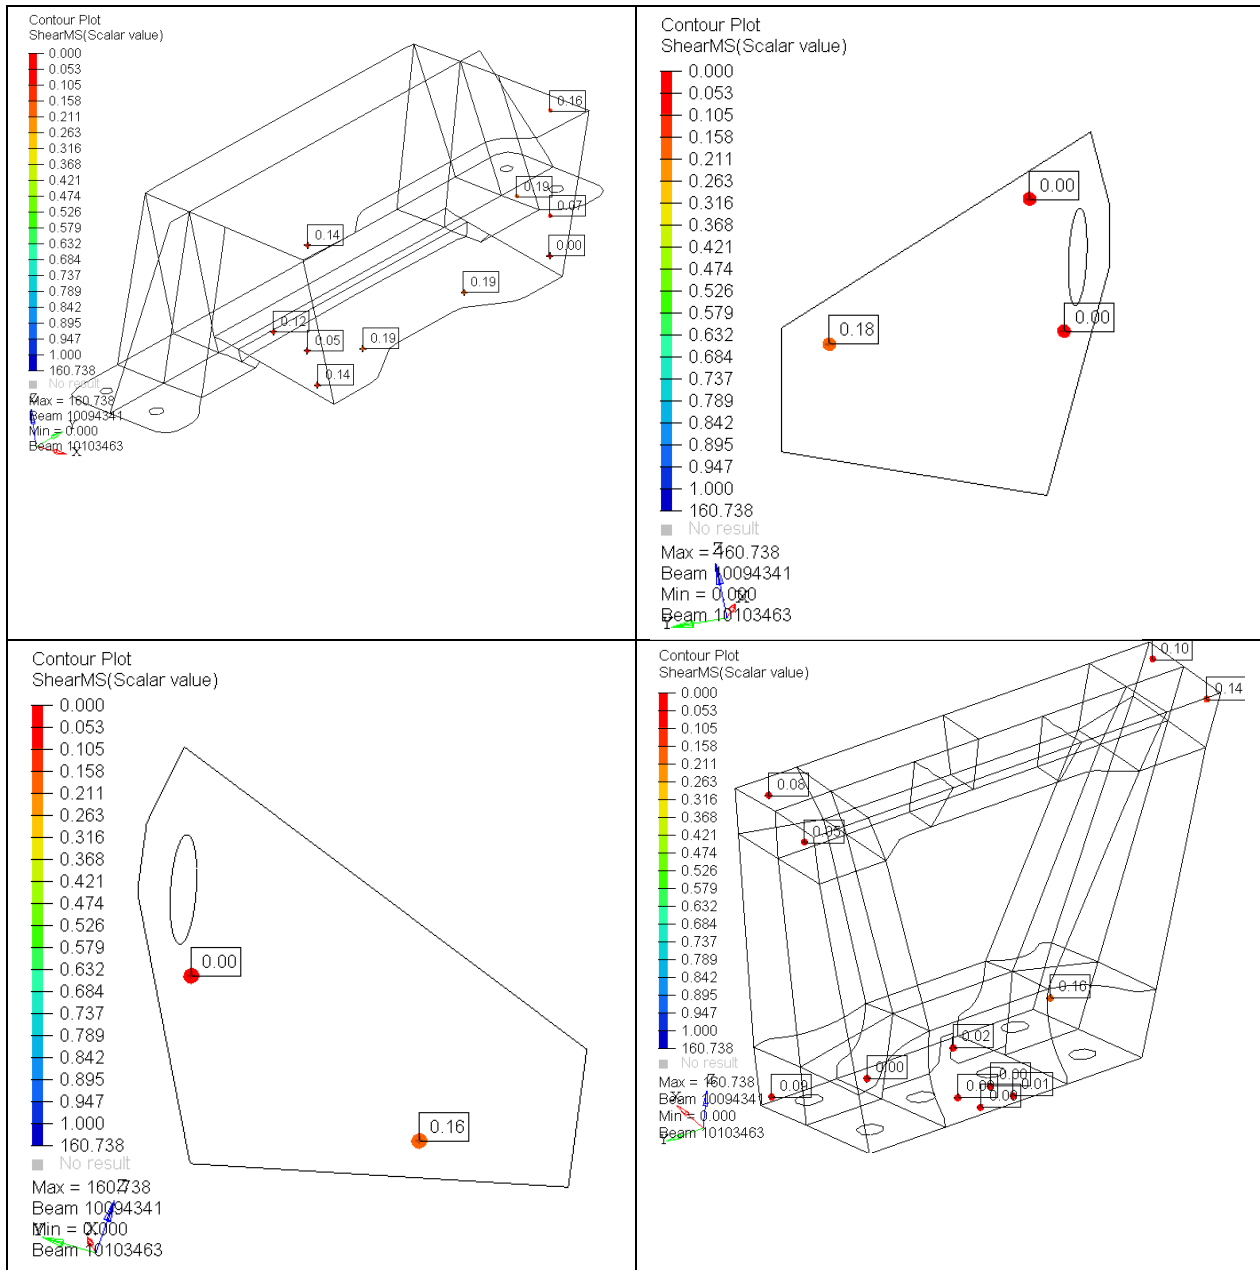 Contour Plot
ShearMS(Scalar value)
0.000
0.053
0.105
0.158
0.211
0.263
0.316
0.368
0.421
0.474
0.526
0.579
0.632
0.684
0.737
0.789
0.842
0.895
0.947
1.000
160.738
No result
Max = 160.738
Beam 10094341
Min = 0.000
Beam 10103463
Z
Y
X
0.16
0.19
0.07
0.14
0.00
0.19
0.12
0.05
0.19
0.14
Contour Plot
ShearMS(Scalar value)
0.000
0.053
0.105
0.158
0.211
0.263
0.316
0.368
0.421
0.474
0.526
0.579
0.632
0.684
0.737
0.789
0.842
0.895
0.947
1.000
160.738
No result
Max = 160.738
Beam 10094341
Min = 0.000
Beam 10103463
Z
X
Y
0.00
0.00
0.18
Contour Plot
ShearMS(Scalar value)
0.000
0.053
0.105
0.158
0.211
0.263
0.316
0.368
0.421
0.474
0.526
0.579
0.632
0.684
0.737
0.789
0.842
0.895
0.947
1.000
160.738
No result
Max = 160.738
Beam 10094341
Min = 0.000
Beam 10103463
Z
X
Y
0.00
0.16
Contour Plot
ShearMS(Scalar value)
0.000
0.053
0.105
0.158
0.211
0.263
0.316
0.368
0.421
0.474
0.526
0.579
0.632
0.684
0.737
0.789
0.842
0.895
0.947
1.000
160.738
No result
Max = 160.738
Beam 10094341
Min = 0.000
Beam 10103463
Z
X
Y
0.10
0.14
0.08
0.05
0.16
0.02
0.00
0.00
0.01
0.09